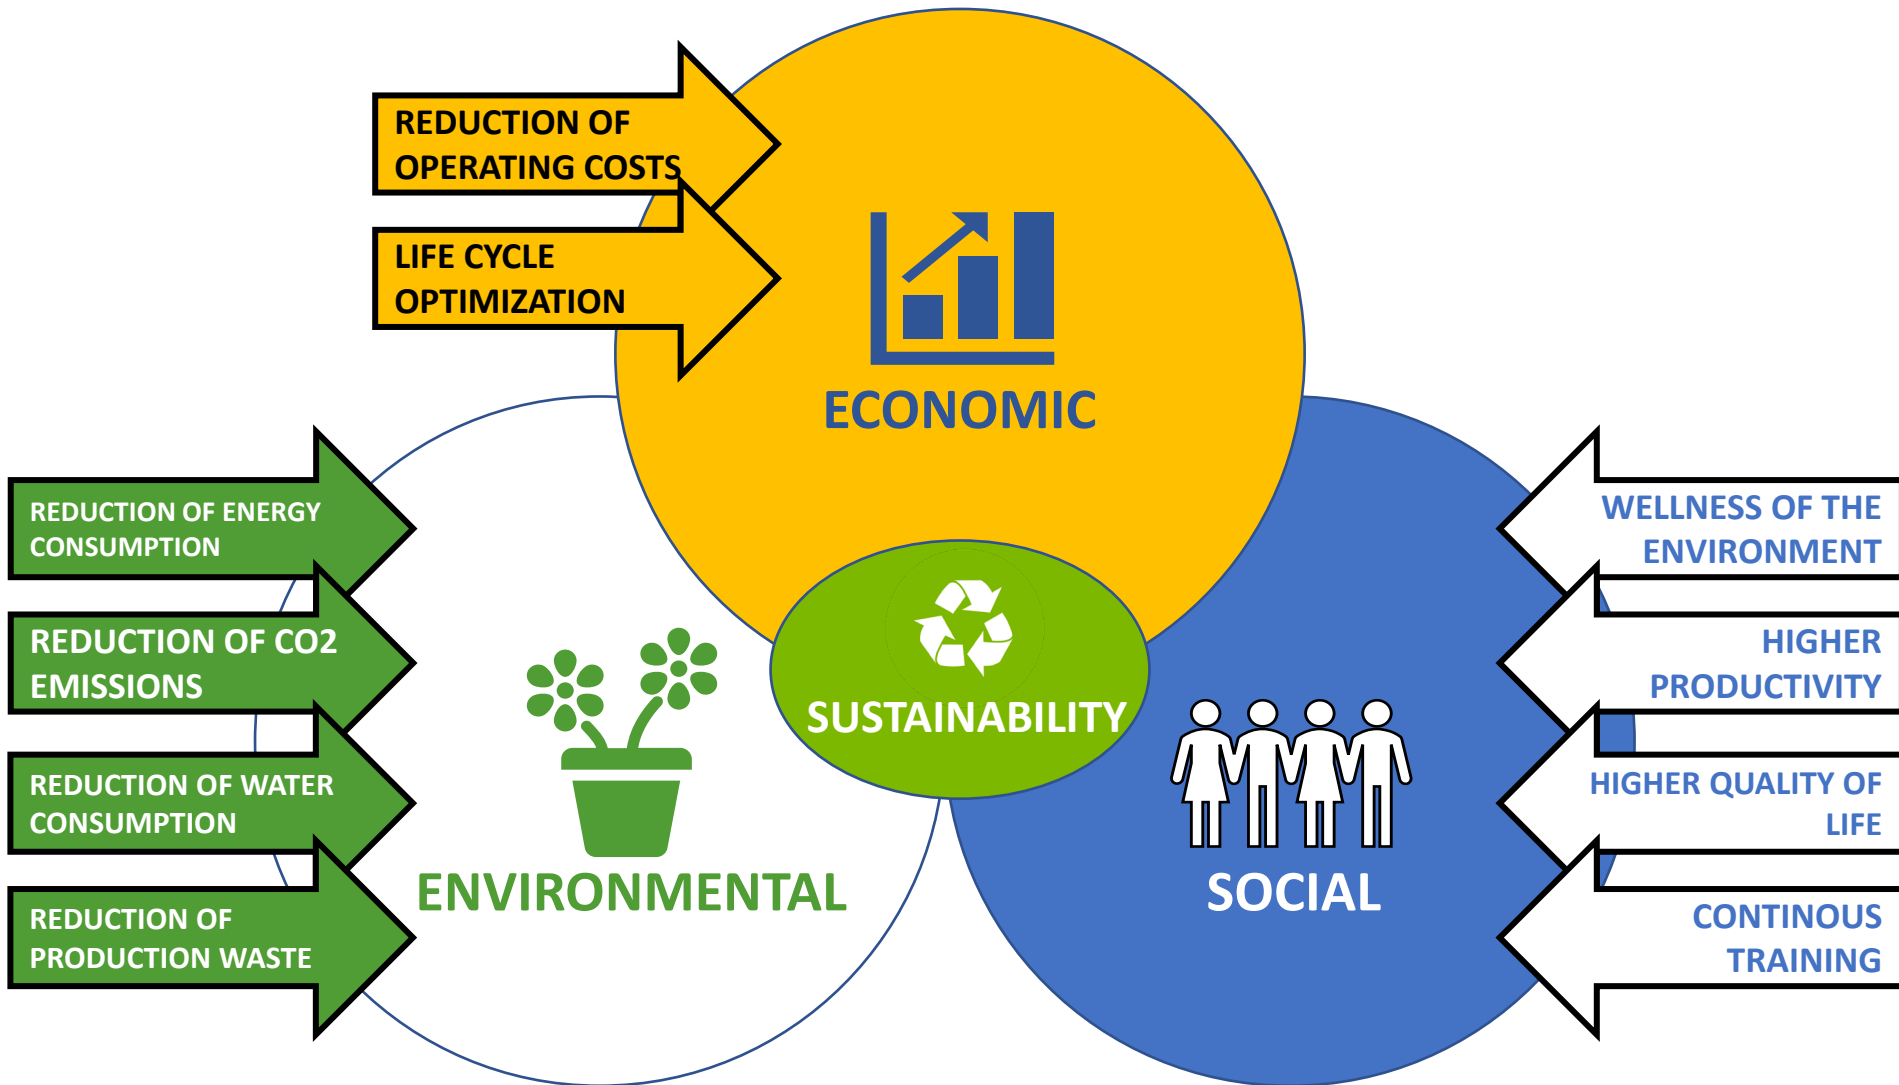 REDUCTION OF
OPERATING COSTS
LIFE CYCLE
OPTIMIZATION
ECONOMIC
REDUCTION OF ENERGY
CONSUMPTION
REDUCTION OF CO2
EMISSIONS
REDUCTION OF WATER
CONSUMPTION
REDUCTION OF
PRODUCTION WASTE
ENVIRONMENTAL
SUSTAINABILITY
SOCIAL
WELLNESS OF THE
ENVIRONMENT
HIGHER
PRODUCTIVITY
HIGHER QUALITY OF
LIFE
CONTINOUS
TRAINING